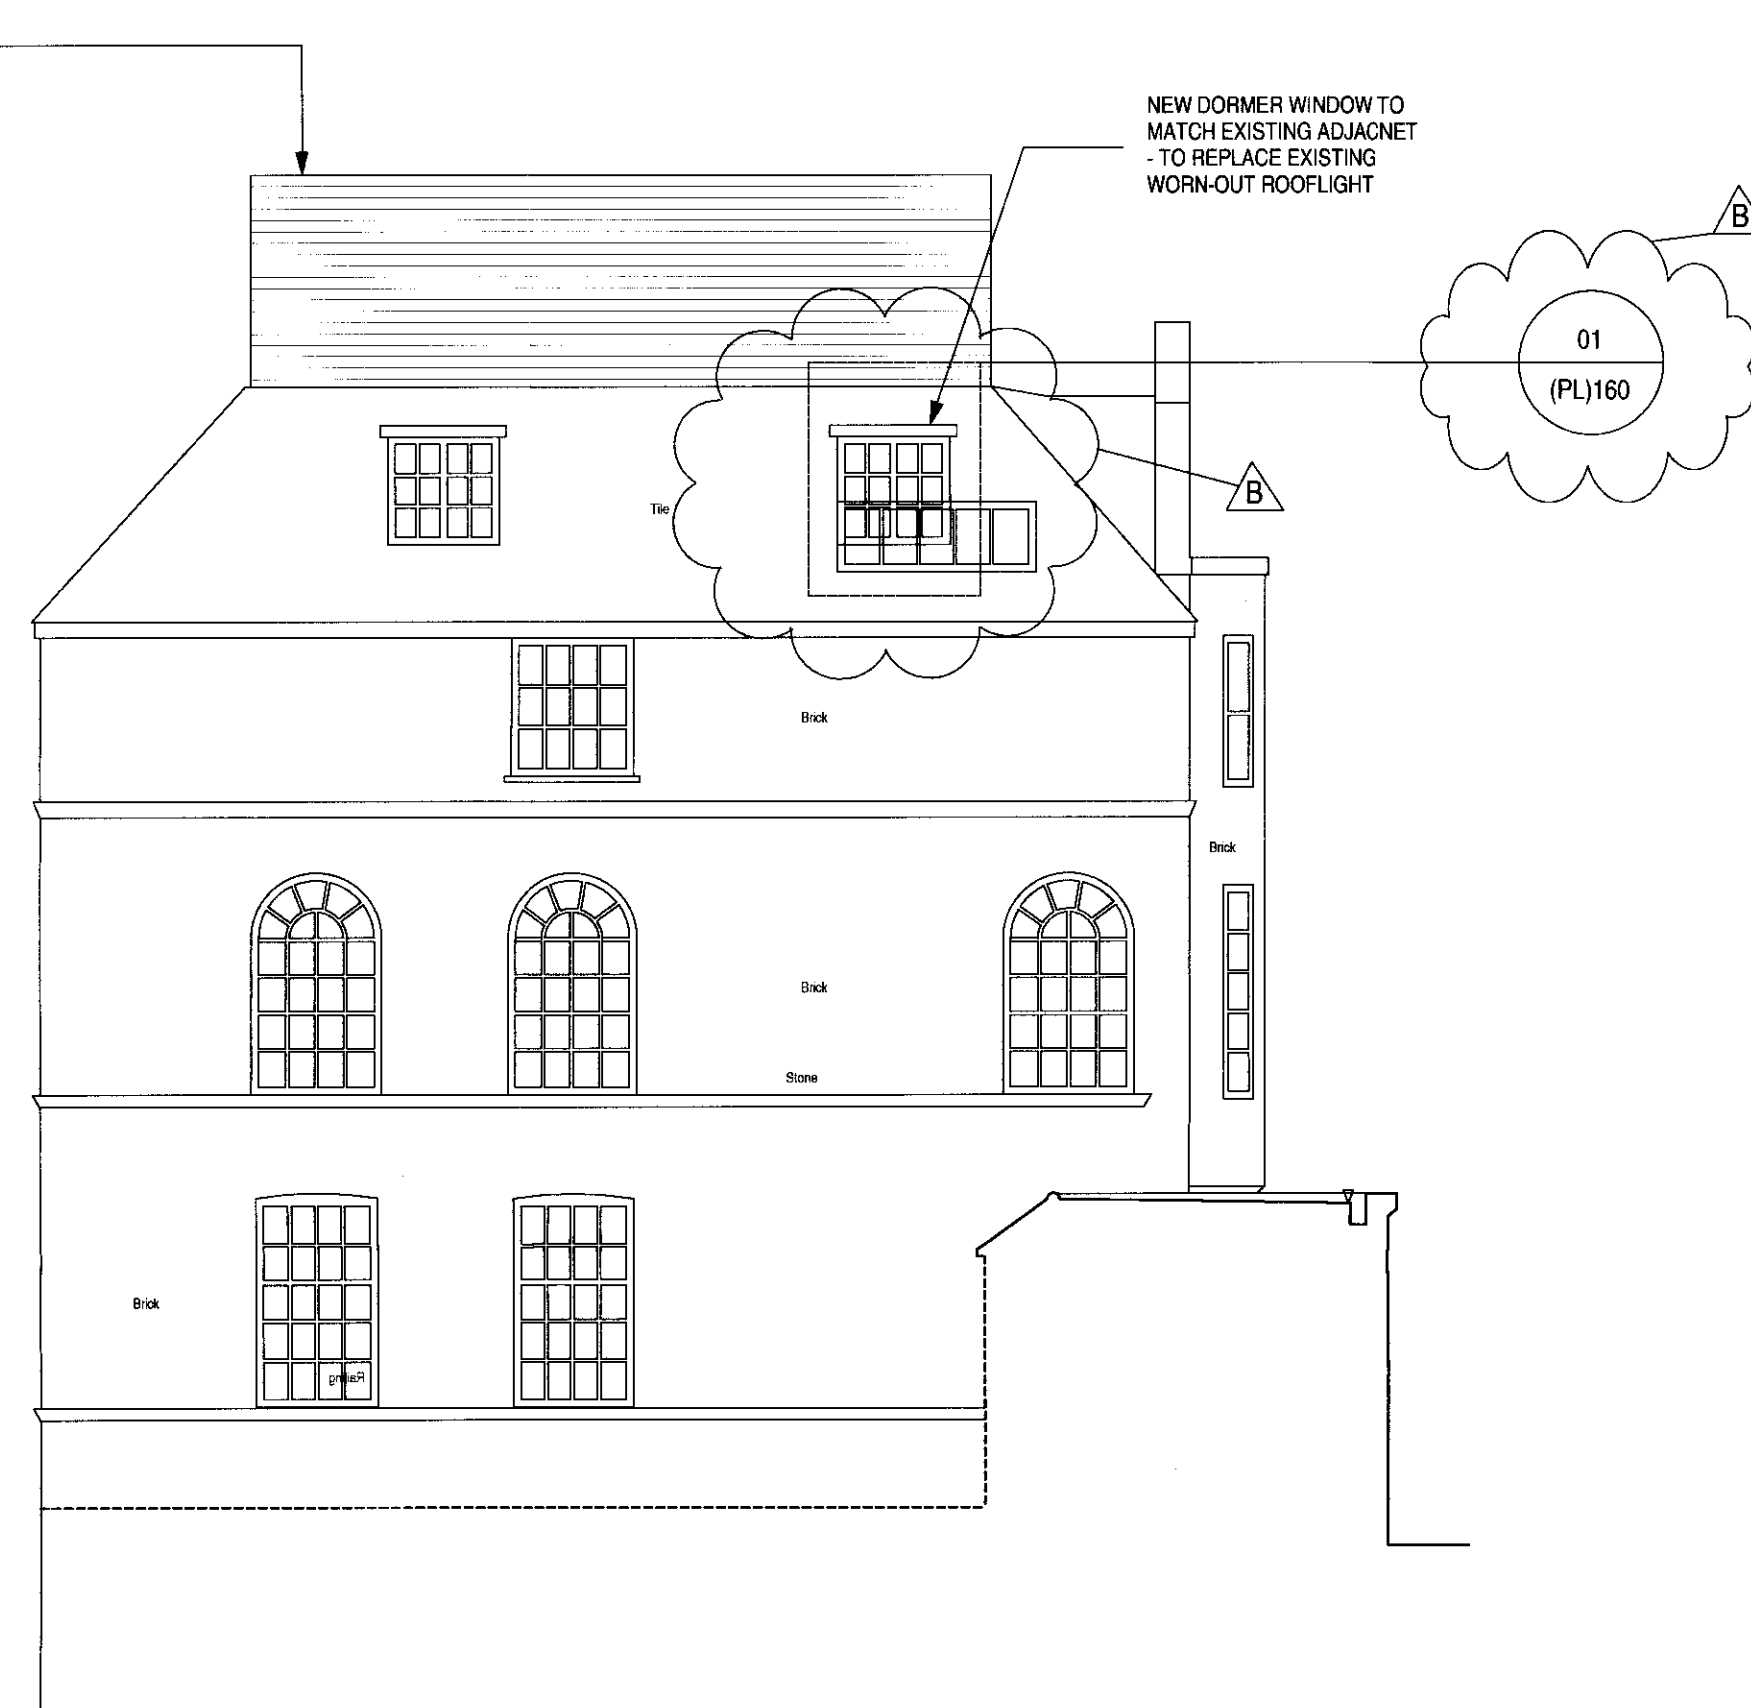 NEW DORMER WINDOW TO
MATCH EXISTING ADJACNET
- TO REPLACE EXISTING
WORN-OUT ROOFLIGHT
B
01
(PL)160
B
Tile
Brick
Brick
Brick
Stone
Brick
Railing